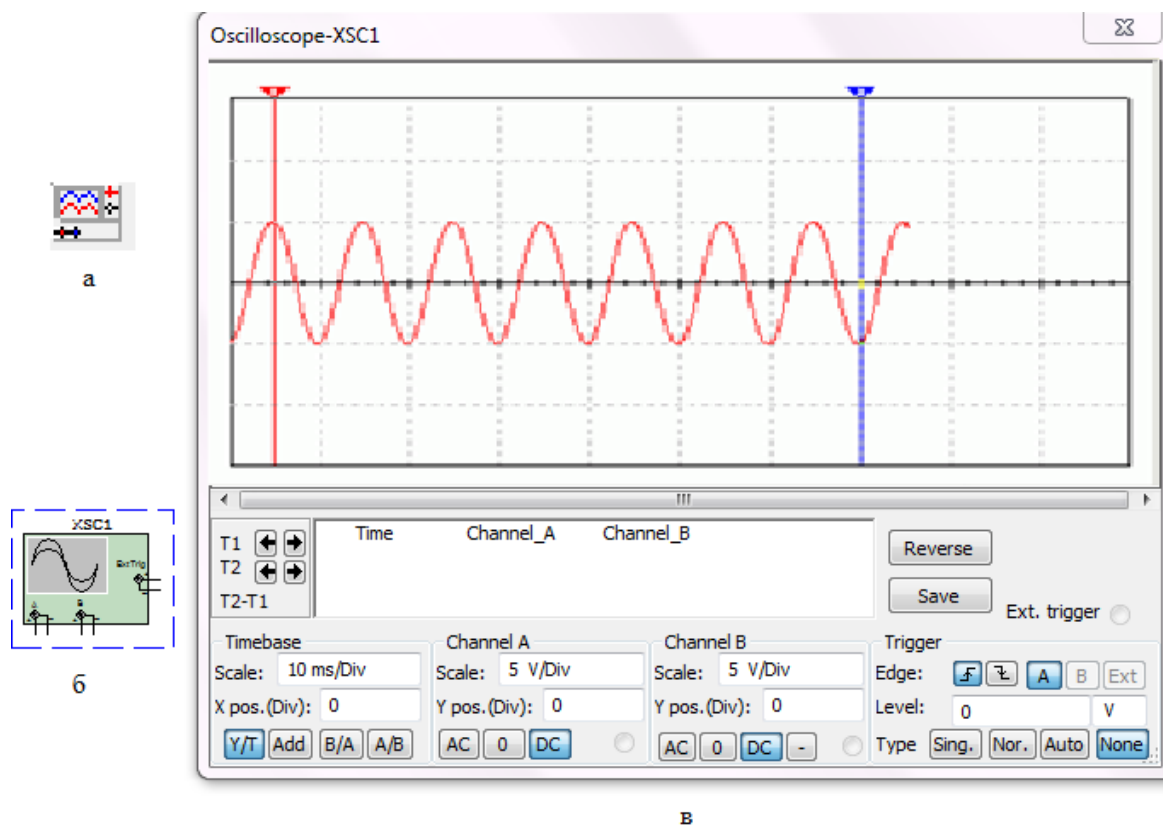 Oscilloscope-XSC1
а
XSC1
Ext Trig
A B
б
T1
T2
T2-T1
Time Channel_A Channel_B
Reverse
Save
Ext. trigger
Timebase
Scale: 10 ms/Div
X pos.(Div): 0
Y/T Add B/A A/B
Channel A
Scale: 5 V/Div
Y pos.(Div): 0
AC 0 DC
Channel B
Scale: 5 V/Div
Y pos.(Div): 0
AC 0 DC -
Trigger
Edge: A B Ext
Level: 0 V
Type Sing. Nor. Auto None
в